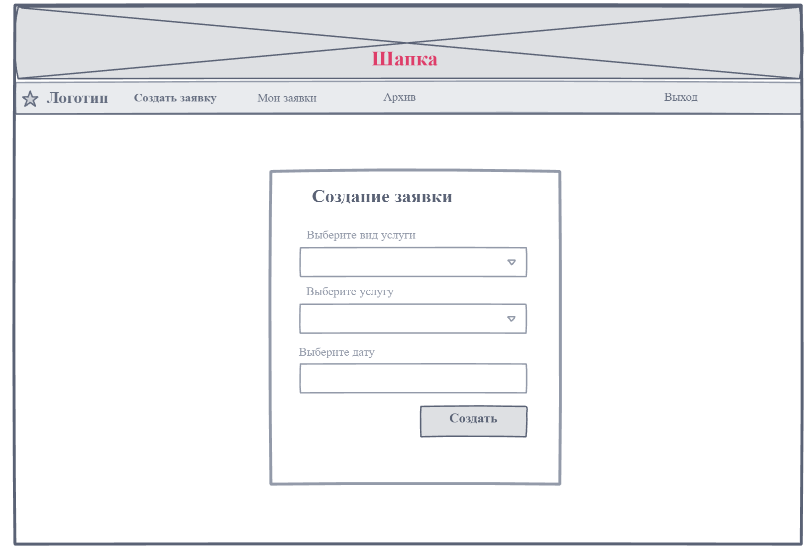 Шапка
Логотип Создать заявку Мои заявки Архив Выход
Создание заявки
Выберите вид услуги
Выберите услугу
Выберите дату
Создать